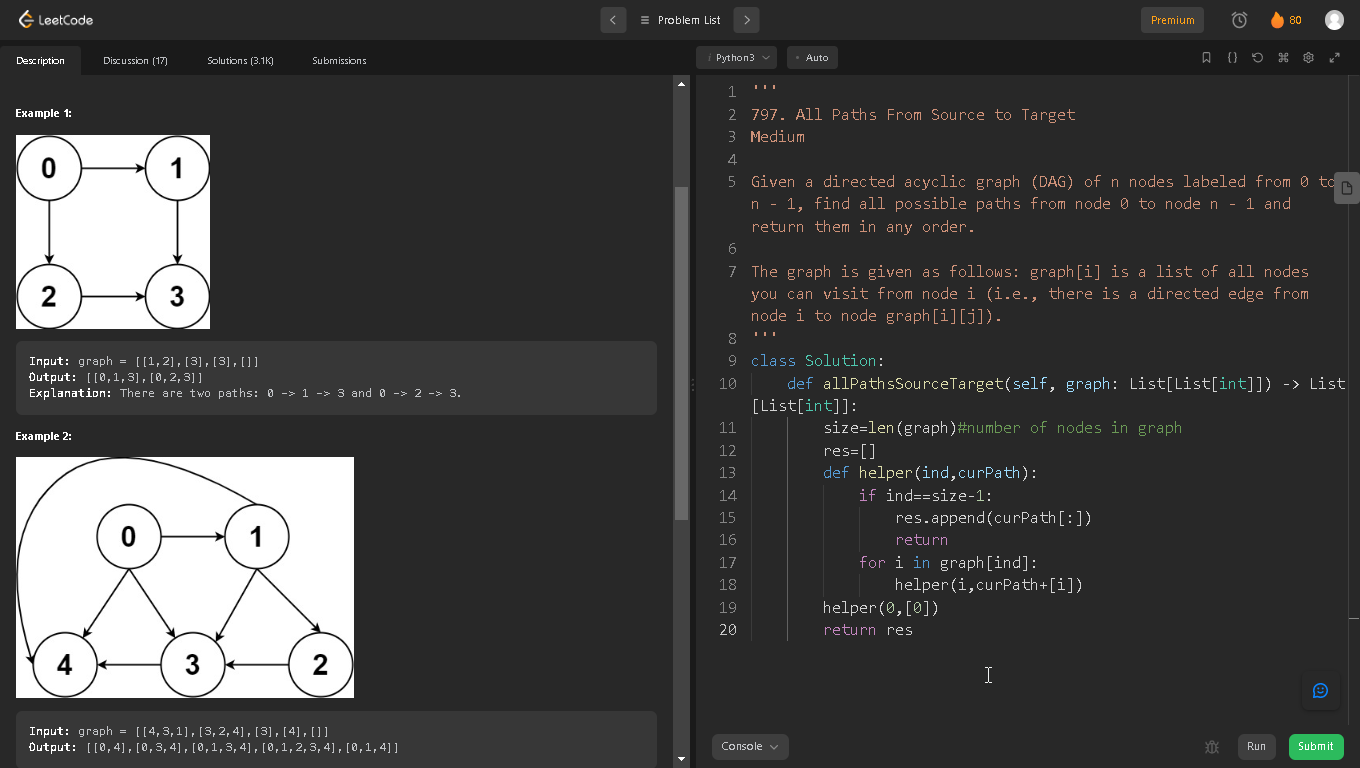 LeetCode
Problem List
Premium
80
Description
Discussion (17)
Solutions (3.1K)
Submissions
Python3
Auto
Example 1:
0
1
2
3
Input: graph = [[1,2],[3],[3],[]]
Output: [[0,1,3],[0,2,3]]
Explanation: There are two paths: 0 -> 1 -> 3 and 0 -> 2 -> 3.
Example 2:
0
1
4
3
2
Input: graph = [[4,3,1],[3,2,4],[3],[4],[]]
Output: [[0,4],[0,3,4],[0,1,3,4],[0,1,2,3,4],[0,1,4]]
1 '''
2 797. All Paths From Source to Target
3 Medium
4
5 Given a directed acyclic graph (DAG) of n nodes labeled from 0 to
n - 1, find all possible paths from node 0 to node n - 1 and
return them in any order.
6
7 The graph is given as follows: graph[i] is a list of all nodes
you can visit from node i (i.e., there is a directed edge from
node i to node graph[i][j]).
8 '''
9 class Solution:
10 def allPathsSourceTarget(self, graph: List[List[int]]) -> List
[List[int]]:
11 size=len(graph)#number of nodes in graph
12 res=[]
13 def helper(ind,curPath):
14 if ind==size-1:
15 res.append(curPath[:])
16 return
17 for i in graph[ind]:
18 helper(i,curPath+[i])
19 helper(0,[0])
20 return res
Console
Run
Submit